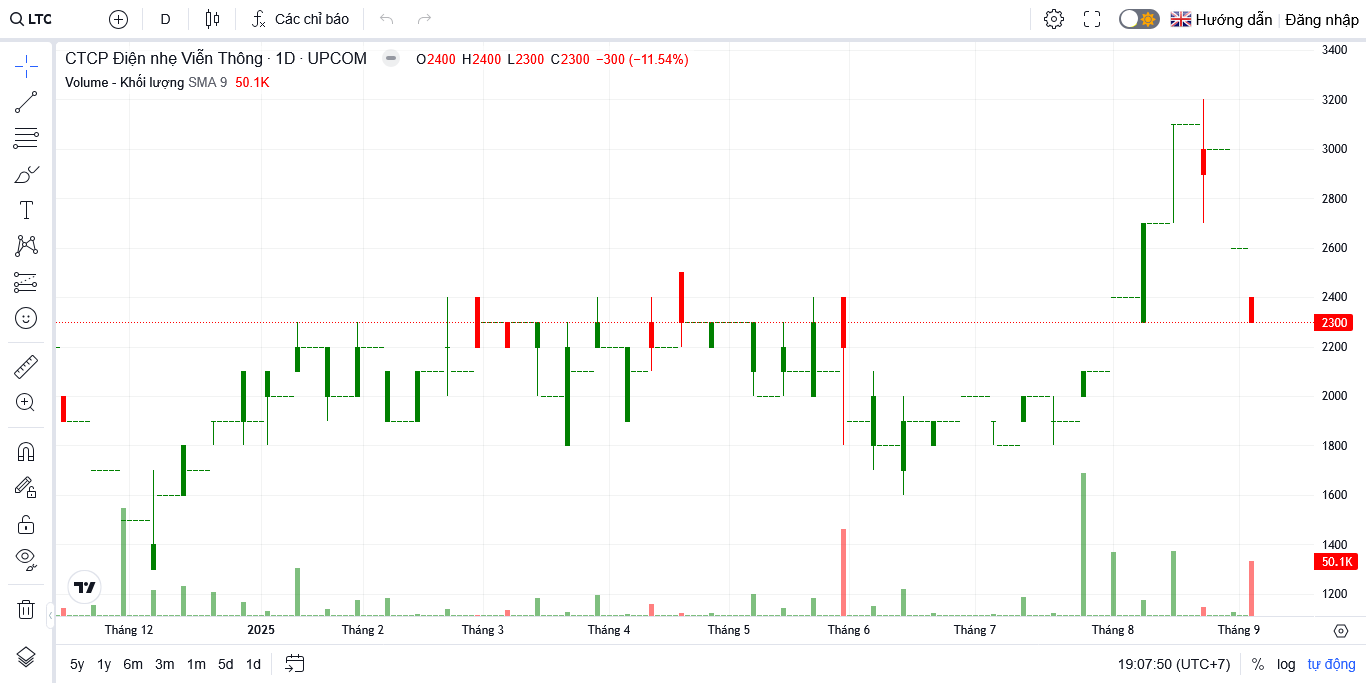 LTC D Các chỉ báo Hướng dẫn Đăng nhập
CTCP Điện nhẹ Viễn Thông · 1D · UPCOM O2400 H2400 L2300 C2300 −300 (−11.54%)
Volume - Khối lượng SMA 9 50.1K
3400
3200
3000
2800
2600
2400
2300
2200
2000
1800
1600
1400
50.1K
1200
Tháng 12 2025 Tháng 2 Tháng 3 Tháng 4 Tháng 5 Tháng 6 Tháng 7 Tháng 8 Tháng 9
5y 1y 6m 3m 1m 5d 1d 19:07:50 (UTC+7) % log tự động